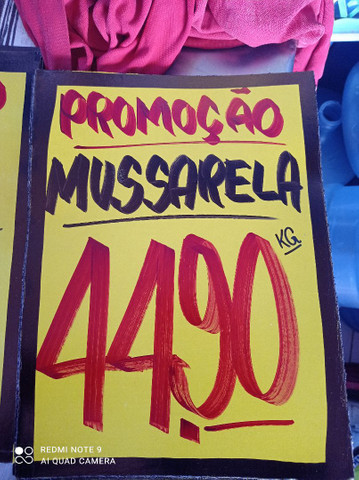 PROMOÇÃO
MUSSARELA
KG
44,90
REDMI NOTE 9
AI QUAD CAMERA